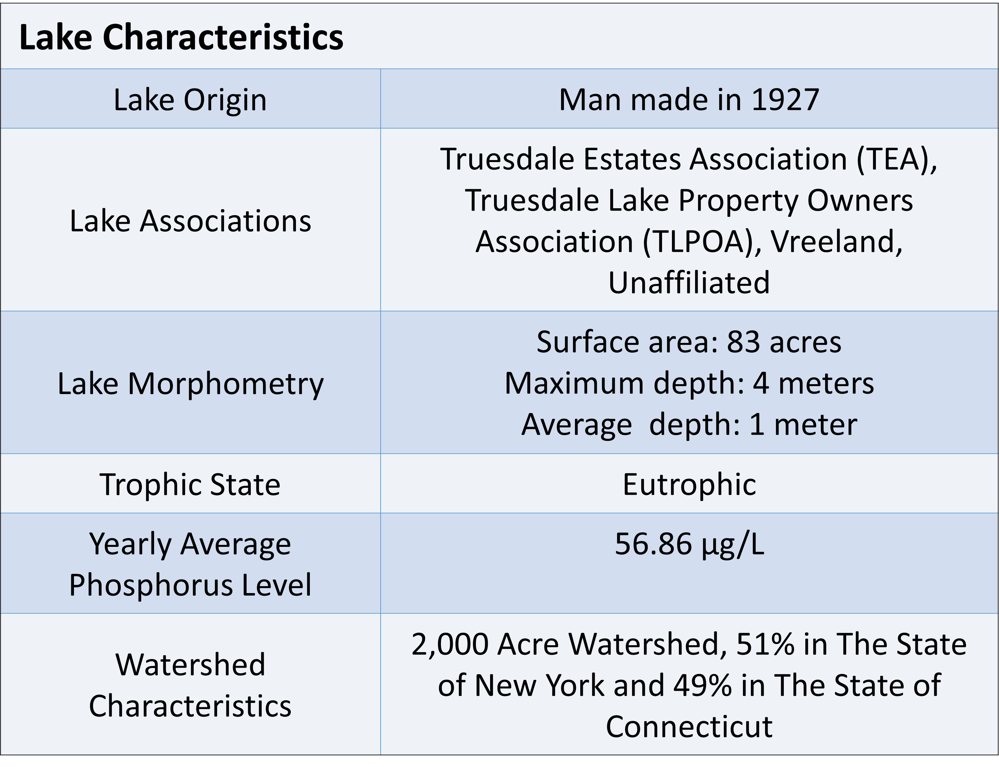 Lake Characteristics
Lake Origin
Man made in 1927
Lake Associations
Truesdale Estates Association (TEA),
Truesdale Lake Property Owners
Association (TLPOA), Vreeland,
Unaffiliated
Lake Morphometry
Surface area: 83 acres
Maximum depth: 4 meters
Average  depth: 1 meter
Trophic State
Eutrophic
Yearly Average
Phosphorus Level
56.86 µg/L
Watershed
Characteristics
2,000 Acre Watershed, 51% in The State
of New York and 49% in The State of
Connecticut